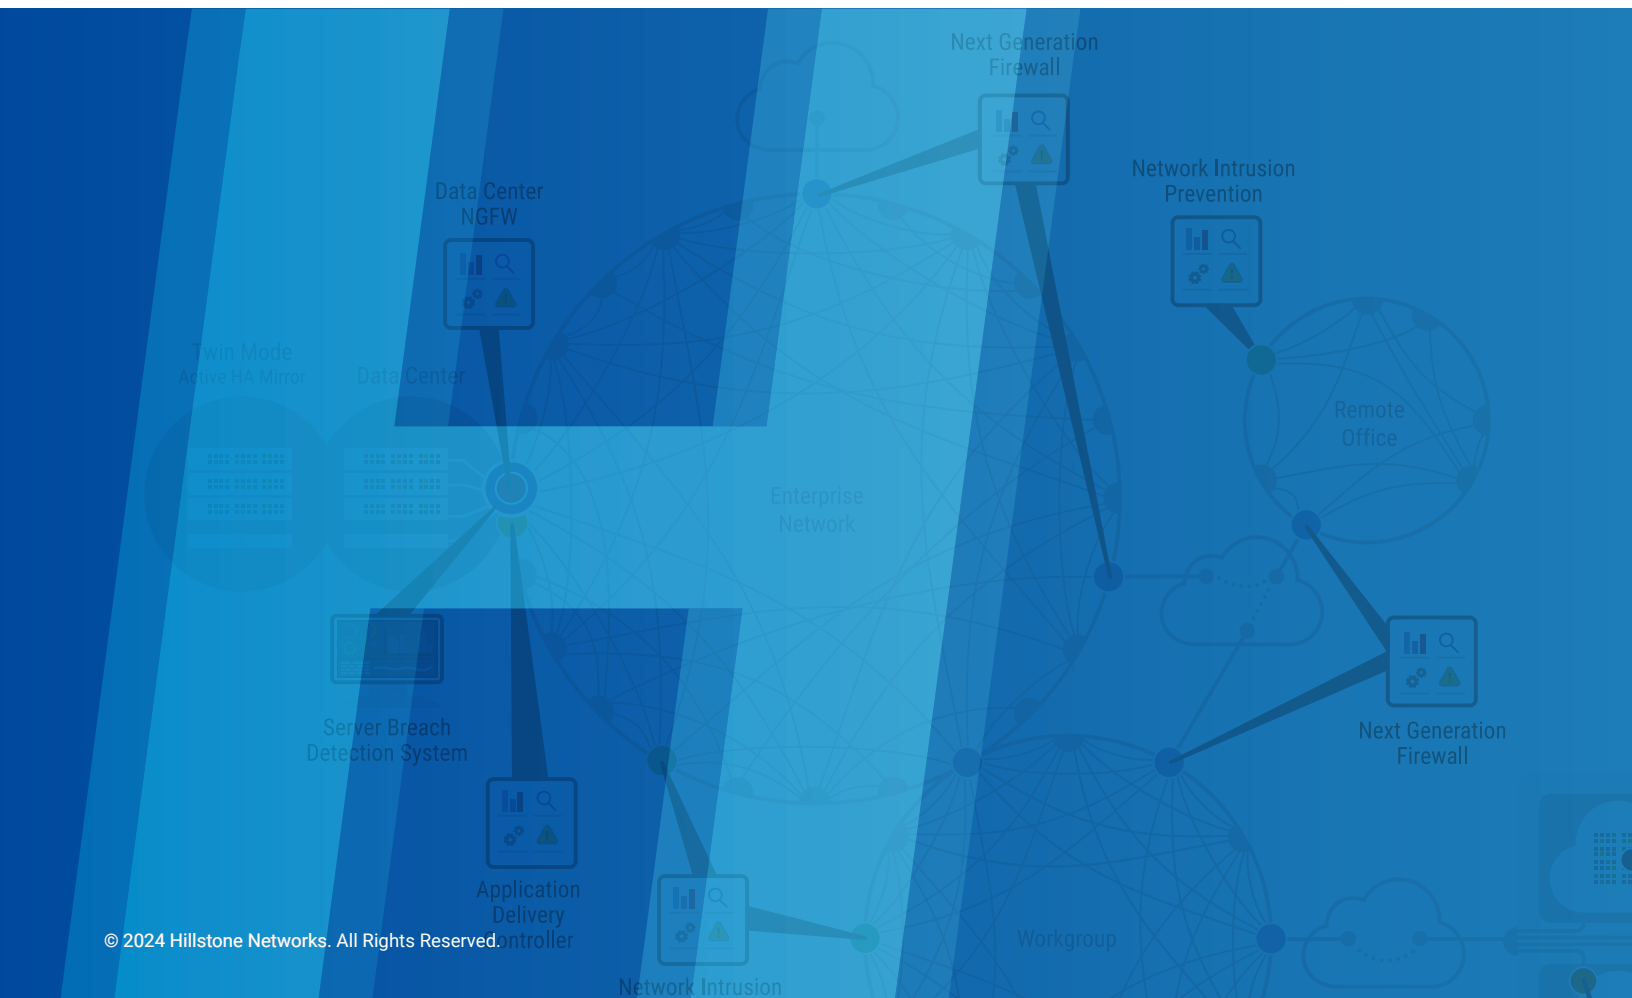 Next Generation
Firewall
Network Intrusion
Prevention
Data Center
NGFW
Twin Mode
Active HA Mirror
Data Center
Remote
Office
Enterprise
Network
Server Breach
Detection System
Next Generation
Firewall
Application
Delivery
Controller
© 2024 Hillstone Networks. All Rights Reserved.
Workgroup
Network Intrusion